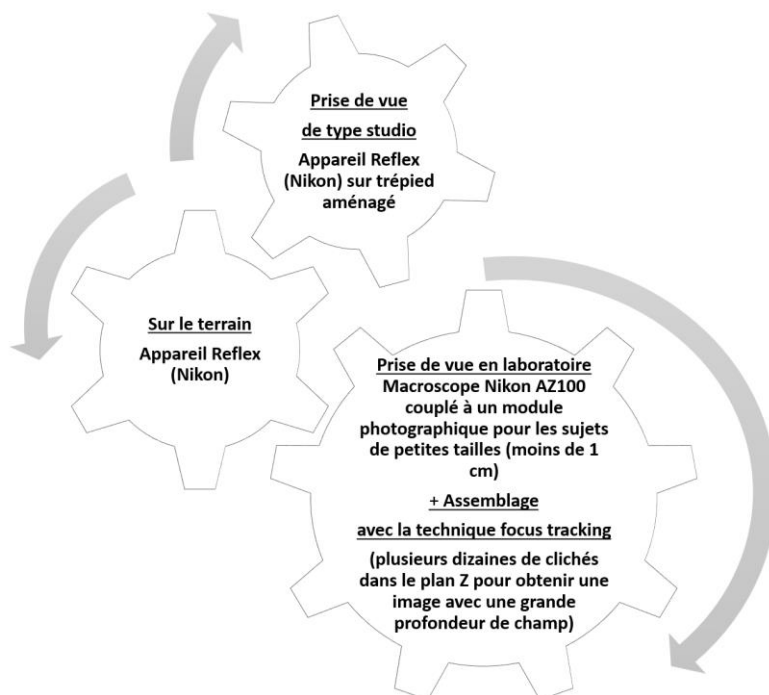 Prise de vue
de type studio
Appareil Reflex
(Nikon) sur trépied
aménagé
Sur le terrain
Appareil Reflex
(Nikon)
Prise de vue en laboratoire
Macroscope Nikon AZ100
couplé à un module
photographique pour les sujets
de petites tailles (moins de 1
cm)
+ Assemblage
avec la technique focus tracking
(plusieurs dizaines de clichés
dans le plan Z pour obtenir une
image avec une grande
profondeur de champ)